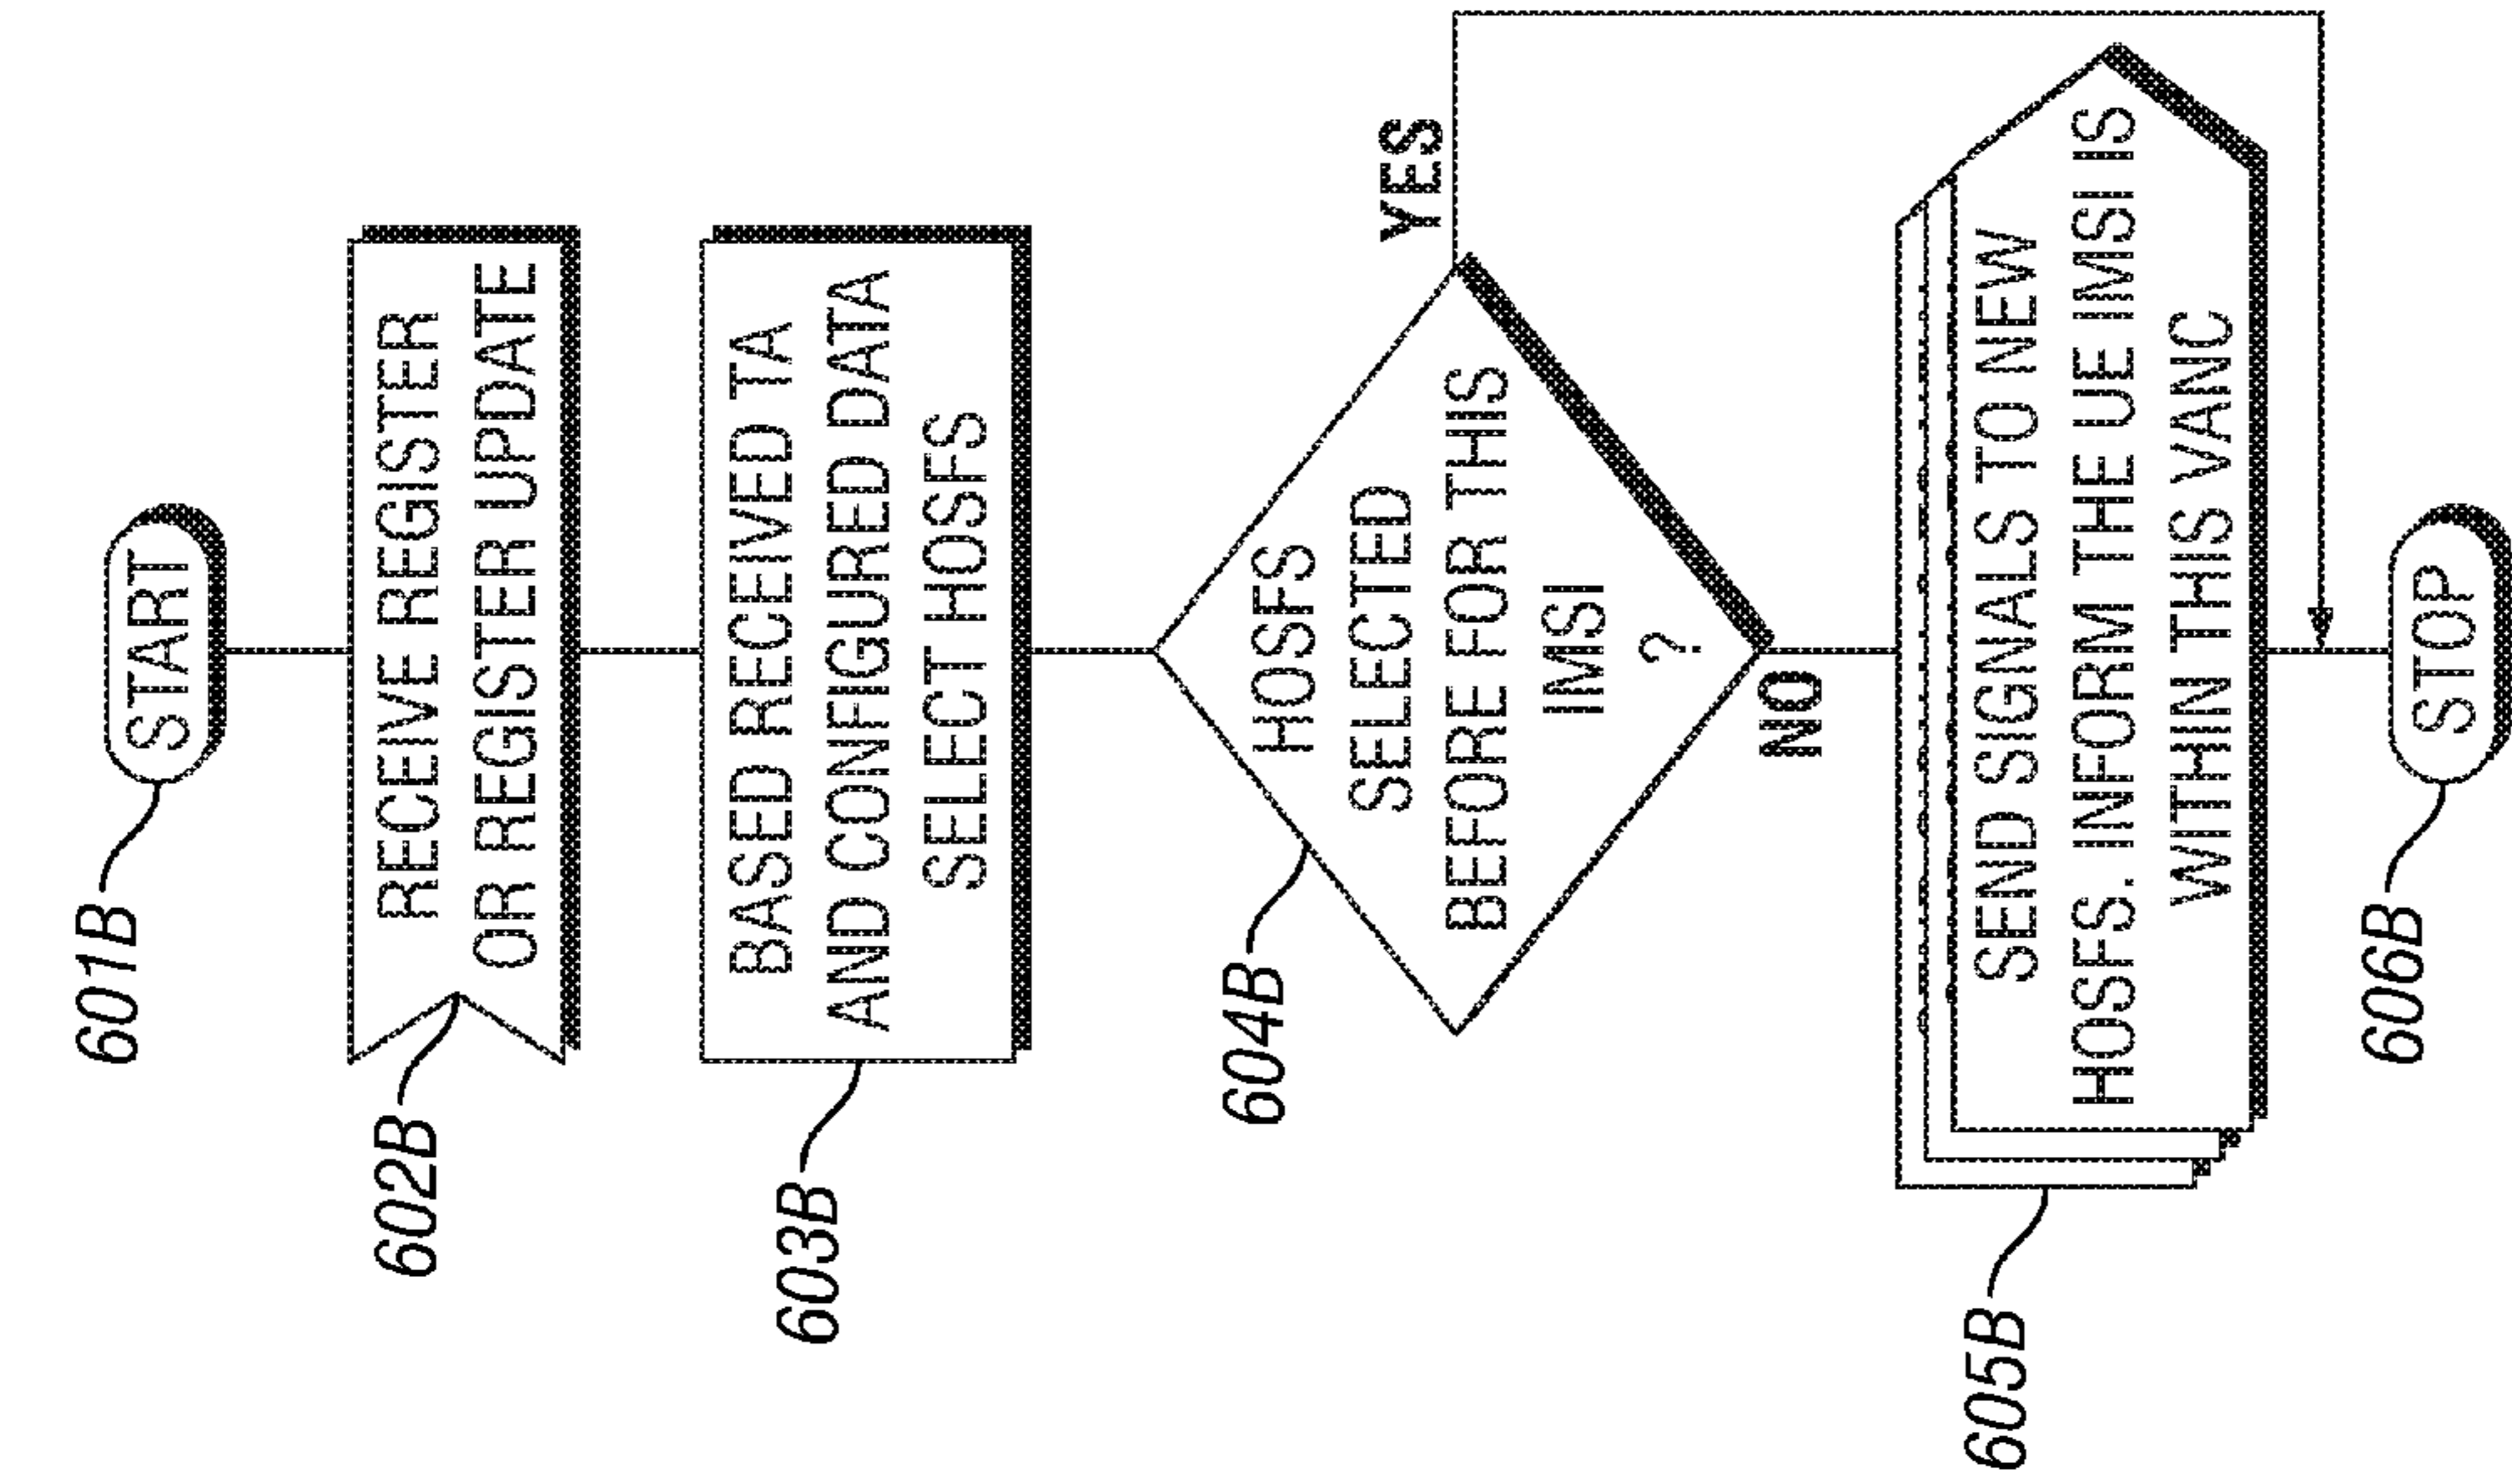 601B
START
602B
RECEIVE REGISTER
OR REGISTER UPDATE
603B
BASED RECEIVED TA
AND CONFIGURED DATA
SELECT HOSFS
604B
HOSFS
SELECTED
BEFORE FOR THIS
IMSI
?
YES
NO
605B
SEND SIGNALS TO NEW
HOSFS. INFORM THE UE IMSI IS
WITHIN THIS VANC
606B
STOP